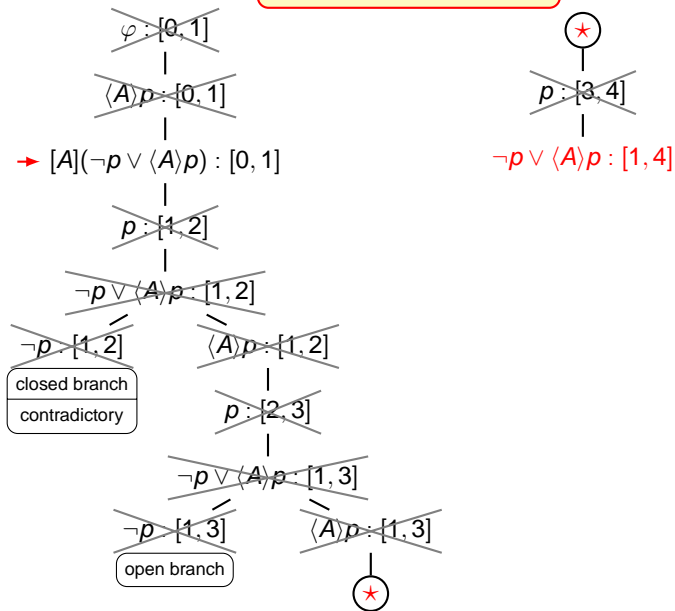 φ : [0, 1]
⟨A⟩p : [0, 1]
[A](¬p ∨ ⟨A⟩p) : [0, 1]
p : [1, 2]
¬p ∨ ⟨A⟩p : [1, 2]
¬p : [1, 2]
⟨A⟩p : [1, 2]
closed branch
contradictory
p : [2, 3]
¬p ∨ ⟨A⟩p : [1, 3]
¬p : [1, 3]
⟨A⟩p : [1, 3]
open branch
⋆
⋆
p : [3, 4]
¬p ∨ ⟨A⟩p : [1, 4]